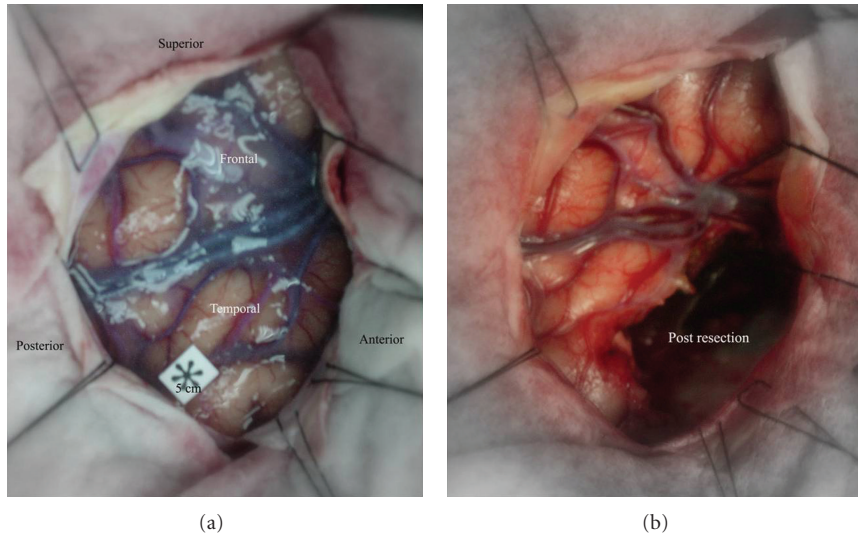 Superior
Frontal
Temporal
Posterior
Anterior
5 cm
Post resection
(a)
(b)